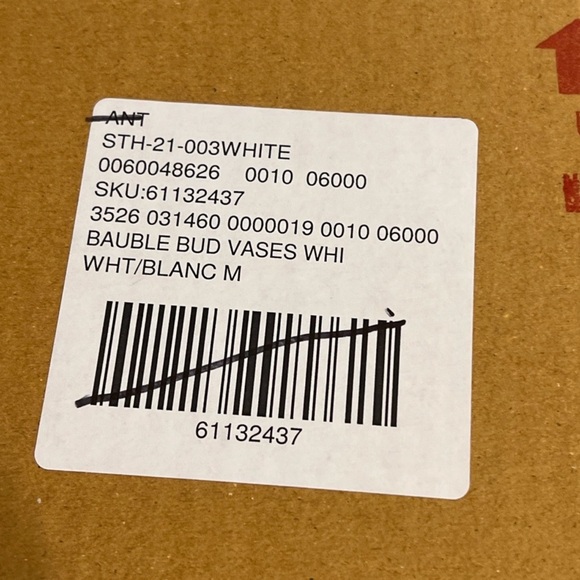 ANT
STH-21-003WHITE
0060048626 0010 06000
SKU:61132437
3526 031460 0000019 0010 06000
BAUBLE BUD VASES WHI
WHT/BLANC M
61132437